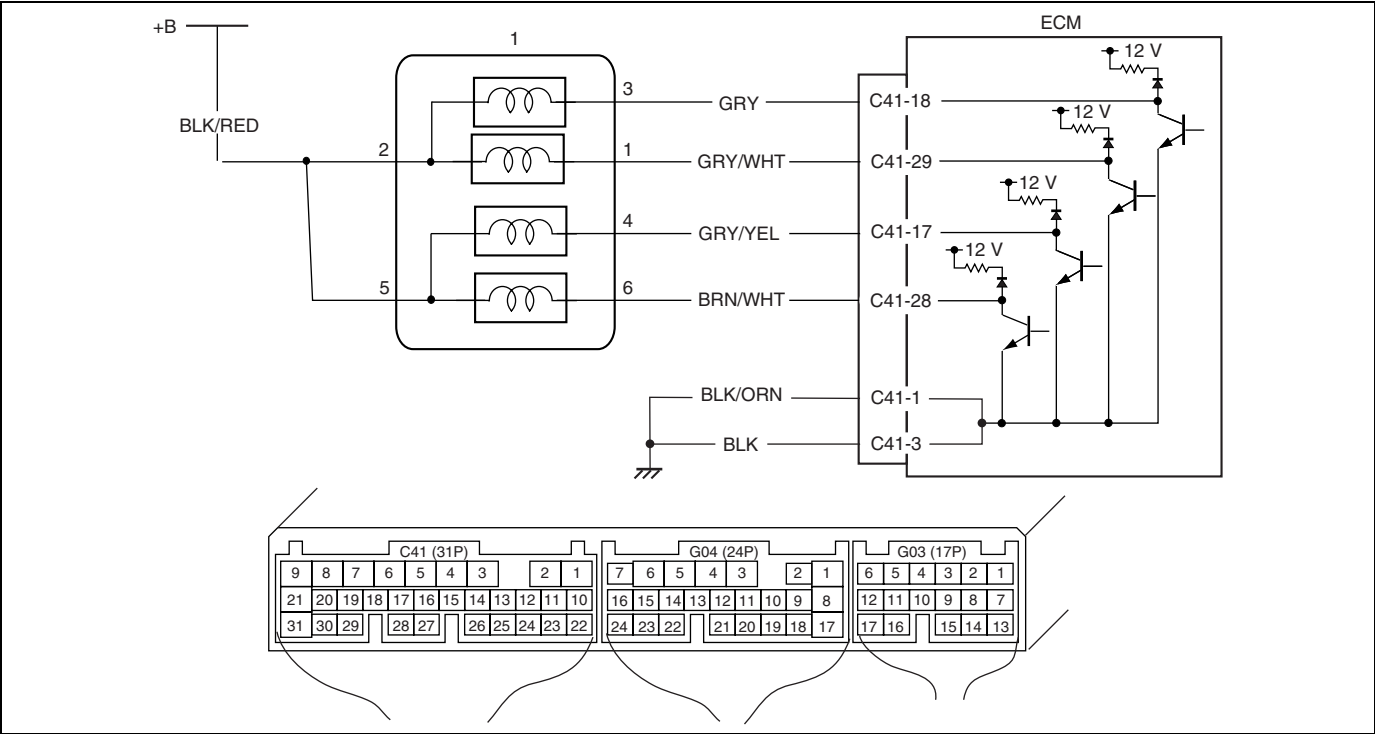 ECM
+B
1
12 V
3 GRY C41-18
12 V
BLK/RED
2 1 GRY/WHT C41-29
12 V
4 GRY/YEL C41-17
12 V
5 6 BRN/WHT C41-28
BLK/ORN C41-1
BLK C41-3
C41 (31P) G04 (24P) G03 (17P)
9 8 7 6 5 4 3 2 1 7 6 5 4 3 2 1 6 5 4 3 2 1
21 20 19 18 17 16 15 14 13 12 11 10 16 15 14 13 12 11 10 9 8 12 11 10 9 8 7
31 30 29 28 27 26 25 24 23 22 24 23 22 21 20 19 18 17 17 16 15 14 13